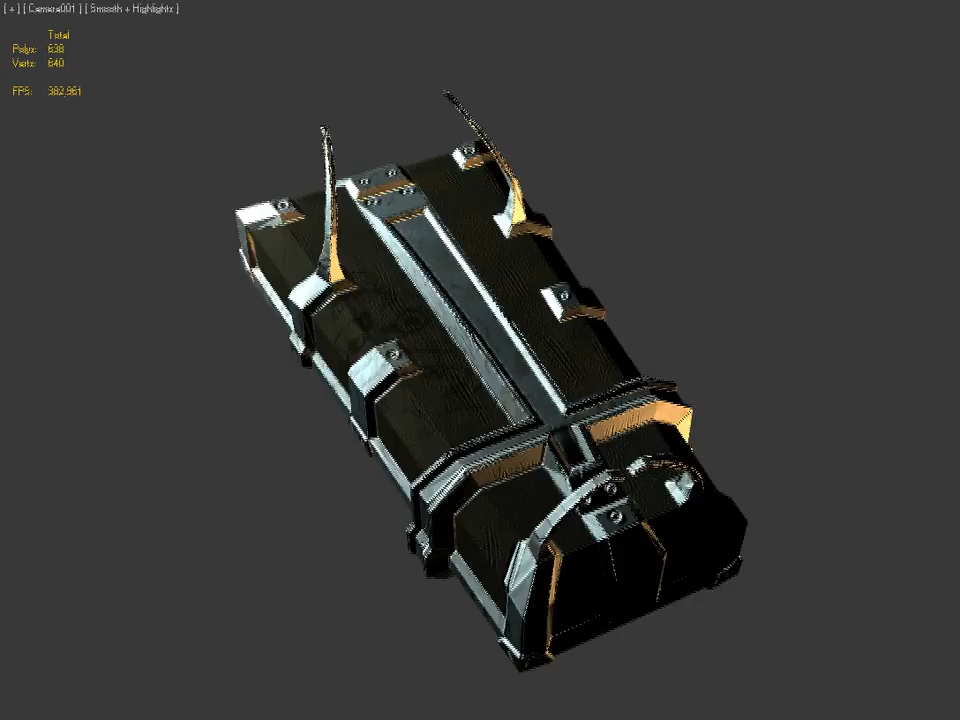 [ + ] [ Camera001 ] [ Smooth + Highlights ]
Total
Polys: 638
Verts: 640
FPS: 382.961